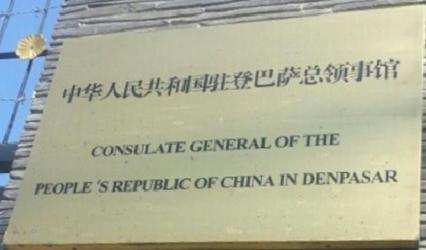 中华人民共和国驻登巴萨总领事馆
CONSULATE GENERAL OF THE
PEOPLE'S REPUBLIC OF CHINA IN DENPASAR